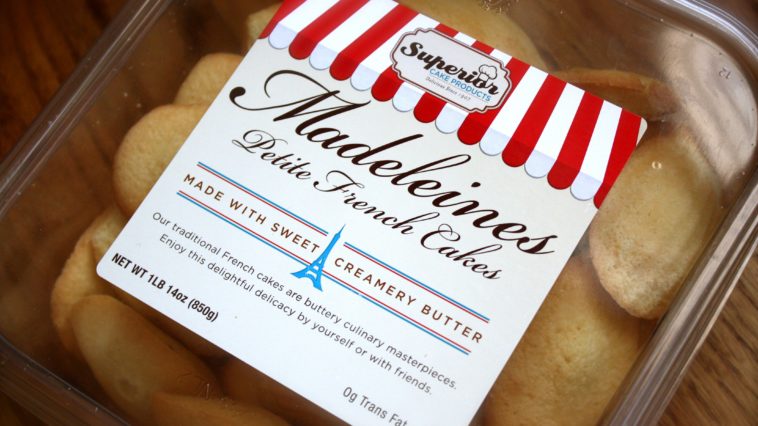 Superior
CAKE PRODUCTS
Madeleines
Petite French Cakes
MADE WITH SWEET CREAMERY BUTTER
Our traditional French cakes are buttery culinary masterpieces.
Enjoy this delightful delicacy by yourself or with friends.
NET WT 1LB 14oz (850g)
0g Trans Fat
12